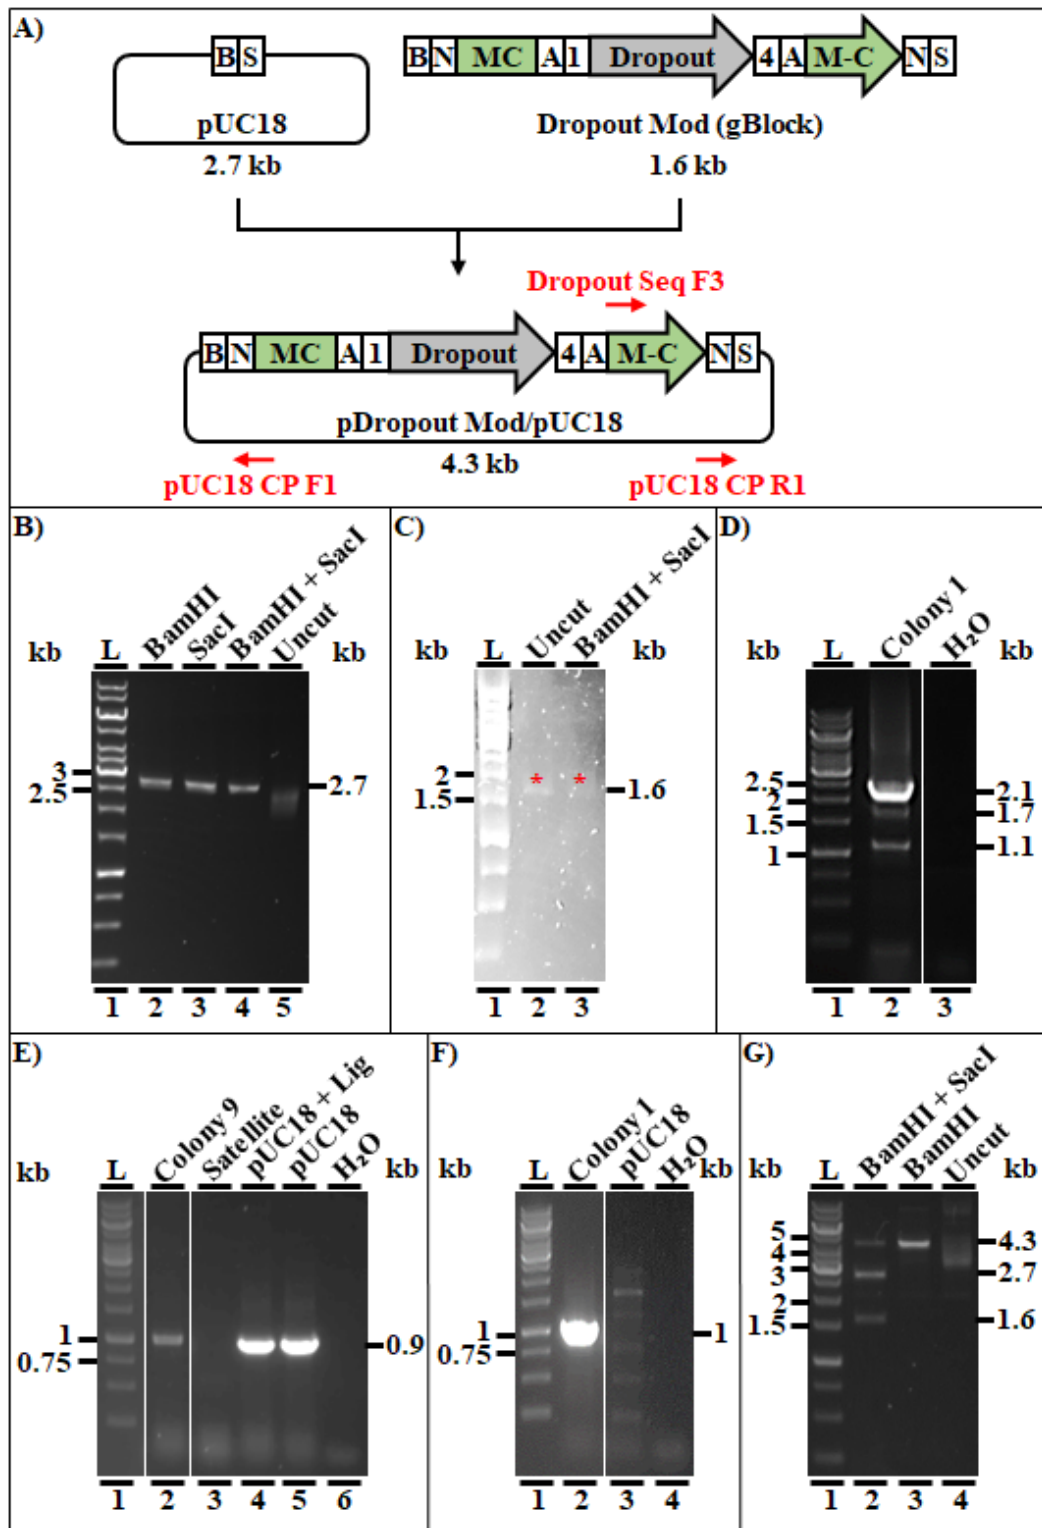 A)
B S
pUC18
2.7 kb
B N MC A 1 Dropout 4 A M-C N S
Dropout Mod (gBlock)
1.6 kb
Dropout Seq F3
B N MC A 1 Dropout 4 A M-C N S
pDropout Mod/pUC18
4.3 kb
pUC18 CP F1
pUC18 CP R1
B)
kb L BamHI SacI BamHI + SacI Uncut kb
3
2.5
2.7
1 2 3 4 5
C)
kb L Uncut BamHI + SacI kb
2
1.5
* *
1.6
1 2 3
D)
kb L Colony 1 H₂O kb
2.5
2
1.5
1
2.1
1.7
1.1
1 2 3
E)
kb L Colony 9 Satellite pUC18 + Lig pUC18 H₂O kb
1
0.75
0.9
1 2 3 4 5 6
F)
kb L Colony 1 pUC18 H₂O kb
1
0.75
1
1 2 3 4
G)
kb L BamHI + SacI BamHI Uncut kb
5
4
3
2
1.5
4.3
2.7
1.6
1 2 3 4